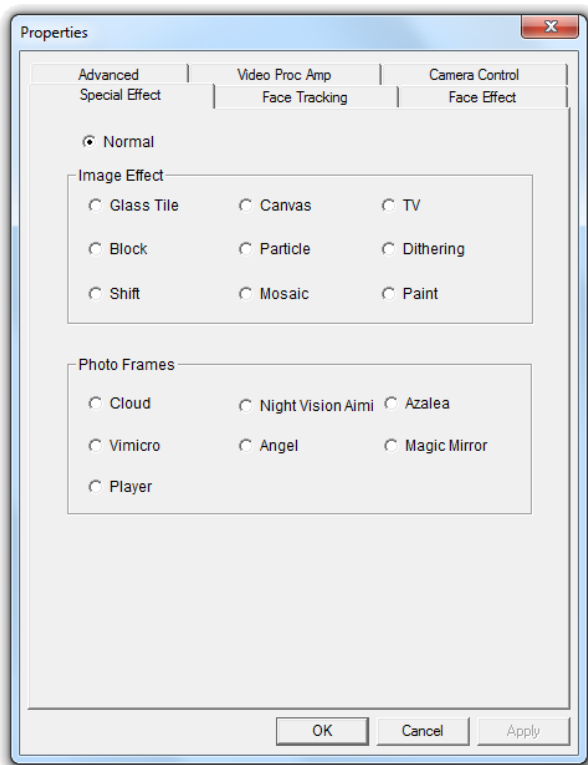 Properties
Advanced Video Proc Amp Camera Control
Special Effect Face Tracking Face Effect
Normal
Image Effect
Glass Tile Canvas TV
Block Particle Dithering
Shift Mosaic Paint
Photo Frames
Cloud Night Vision Aimi Azalea
Vimicro Angel Magic Mirror
Player
OK Cancel Apply